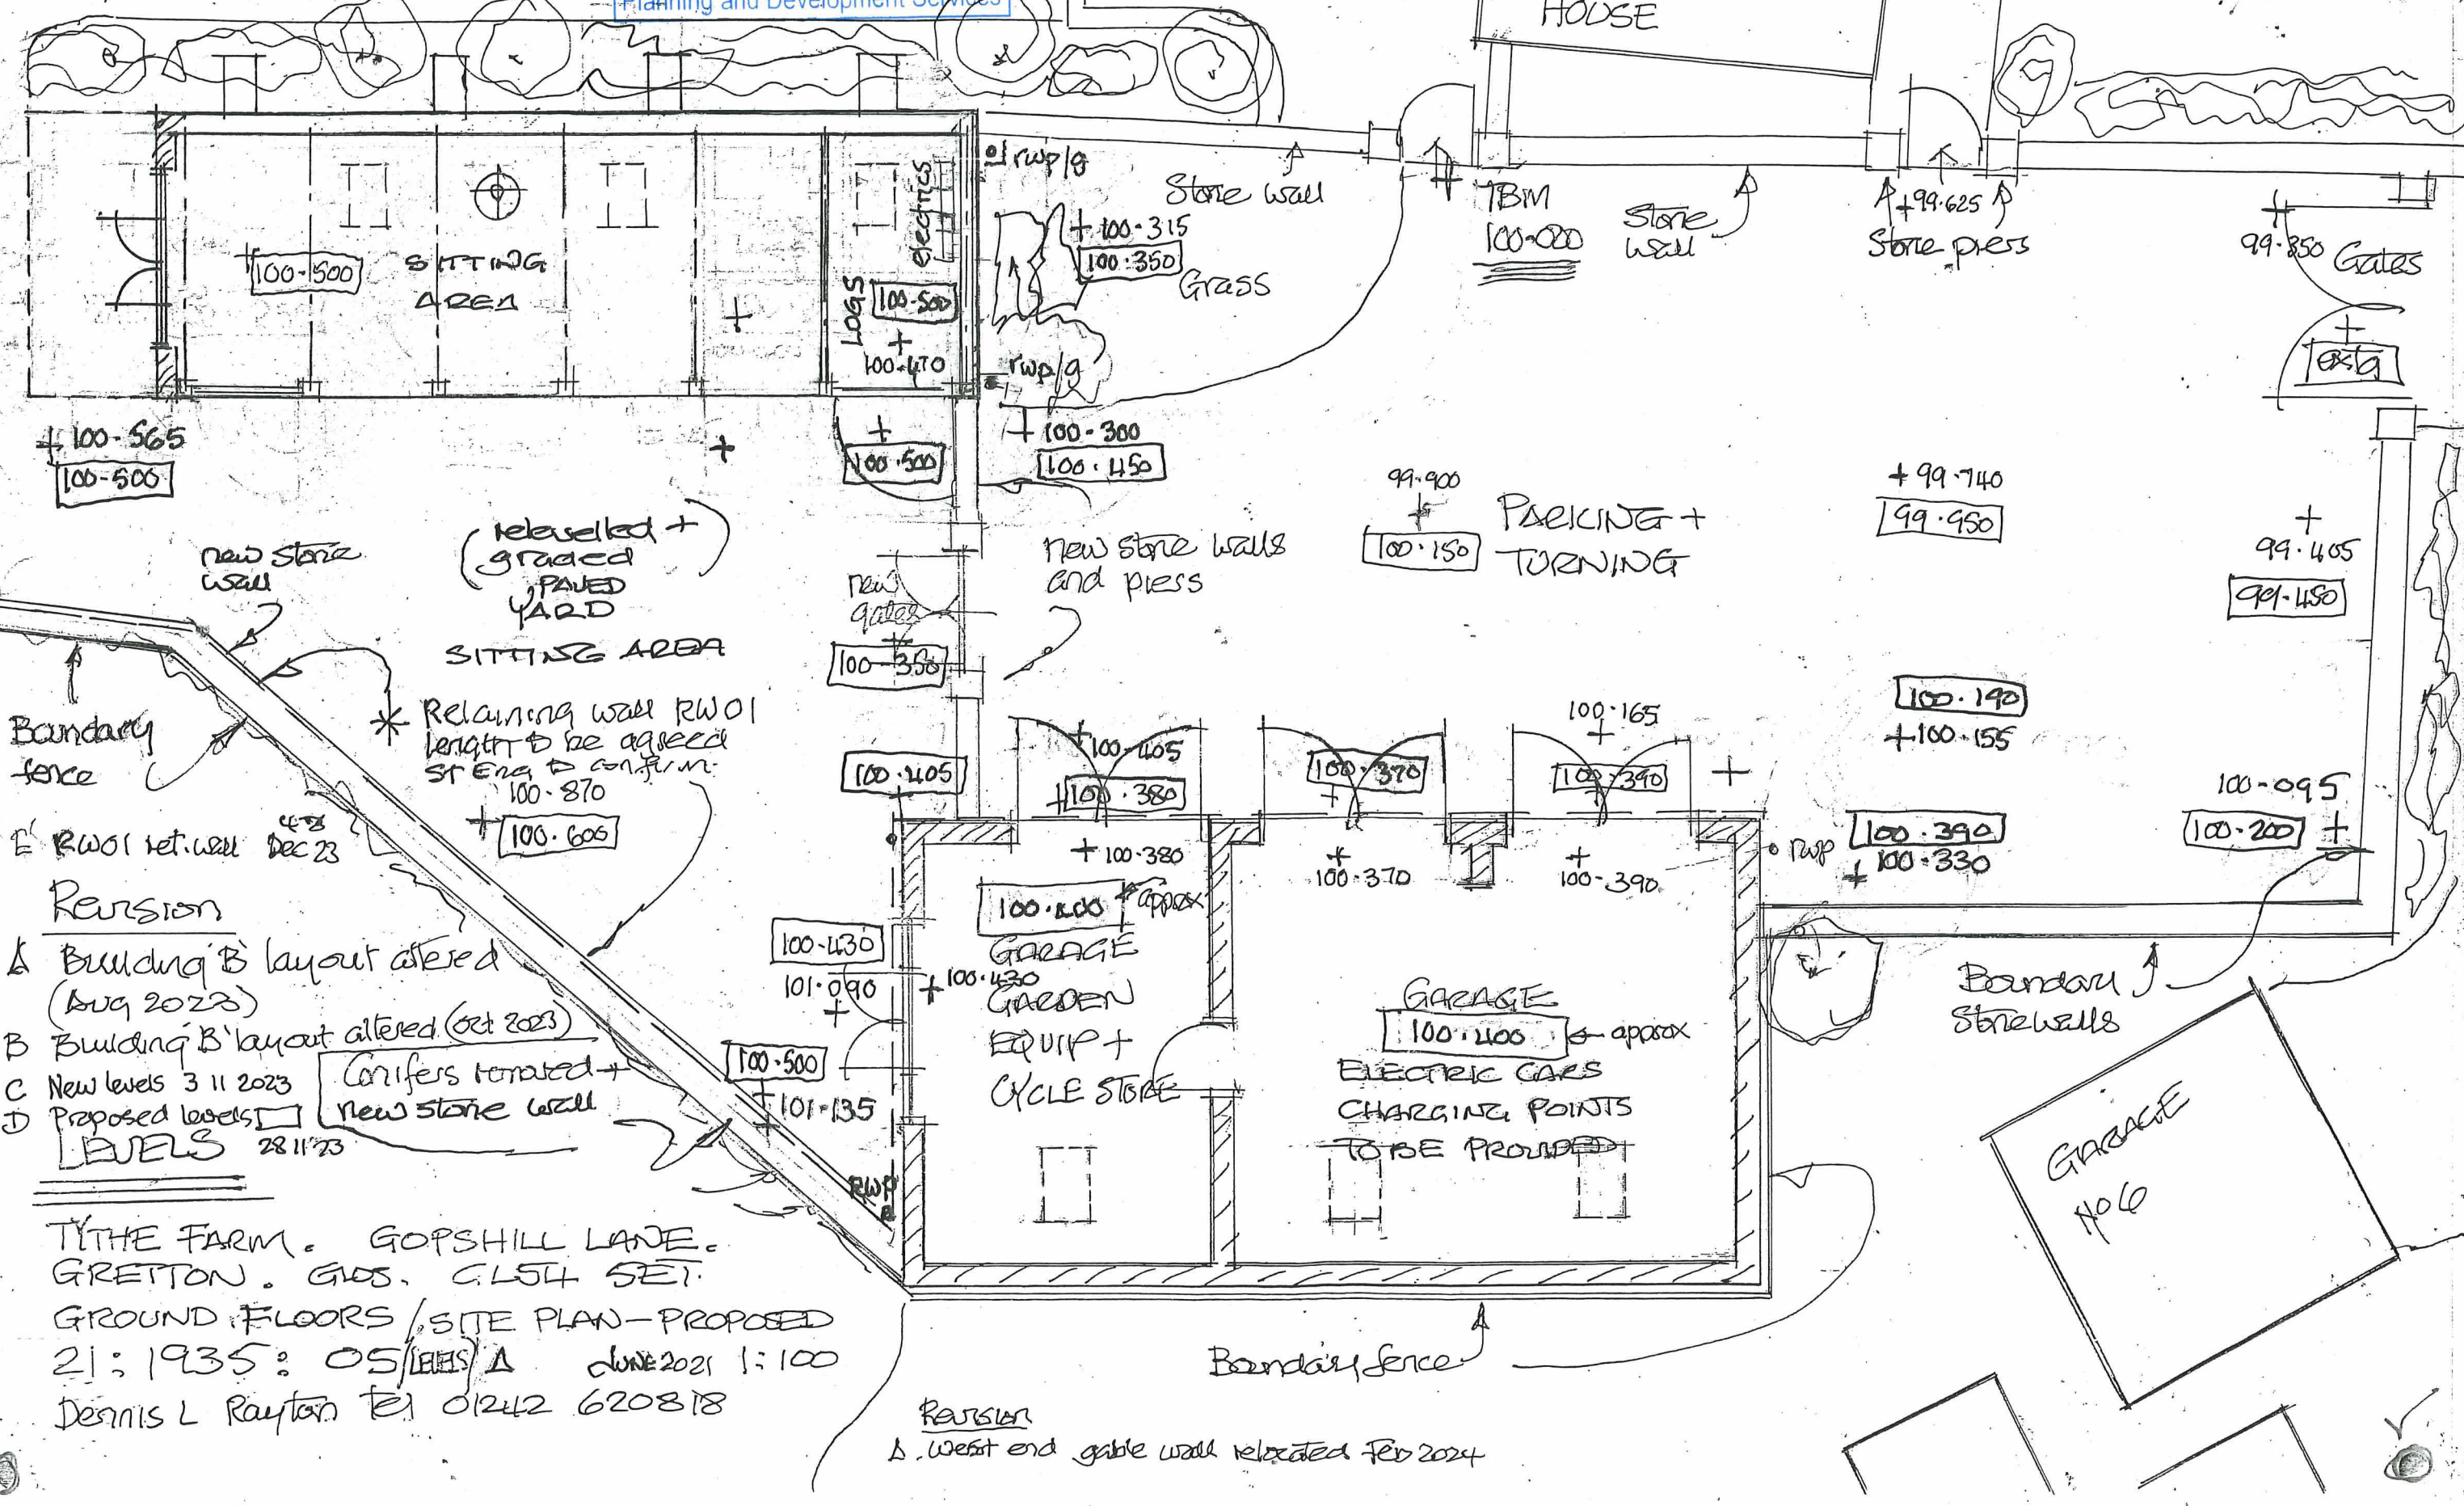 Planning and Development Services
HOUSE
rwp/g
Stone wall
TBM
100.000
Stone
wall
+99.625
Stone piers
99.350
Gates
exstg
+100.315
100.350
Grass
electrics
LOGS
100.500
100.470
rwp/g
100.500
SITTING
AREA
+100.565
100.500
100.500
+100.300
100.450
99.900
100.150
PARKING +
TURNING
+99.740
99.950
+
99.405
99.450
new stone
wall
(relevelled +
graded)
PAVED
YARD
SITTING AREA
new
gates
100.350
new stone walls
and piers
Boundary
fence
* Retaining wall RW01
length to be agreed
St Eng to confirm.
100.870
100.600
100.405
+100.405
100.380
100.370
100.165
100.390
100.190
+100.155
100.095
100.200
100.390
100.330
rwp
+100.380
100.370
100.390
100.400
approx
GARAGE
GARDEN
EQUIP +
CYCLE STORE
100.430
101.090
+100.430
100.500
101.135
RWP
GARAGE
100.400
approx
ELECTRIC CARS
CHARGING POINTS
TO BE PROVIDED
Boundary
Stone walls
GARAGE
No 6
E RW01 ret. wall Dec 23
Revision
A Building 'B' layout altered
(Aug 2023)
B Building 'B' layout altered (Oct 2023)
C New levels 3 11 2023
D Proposed levels
28 11 23
Conifers removed +
new stone wall
LEVELS
TYTHE FARM. GOPSHILL LANE.
GRETTON. GLOS. GL54 5ET.
GROUND FLOORS / SITE PLAN - PROPOSED
21 : 1935 : 05/LEVELS/A JUNE 2021 1:100
Dennis L Rayton Tel 01242 620818
Boundary fence
Revision
A. West end gable wall relocated Feb 2024